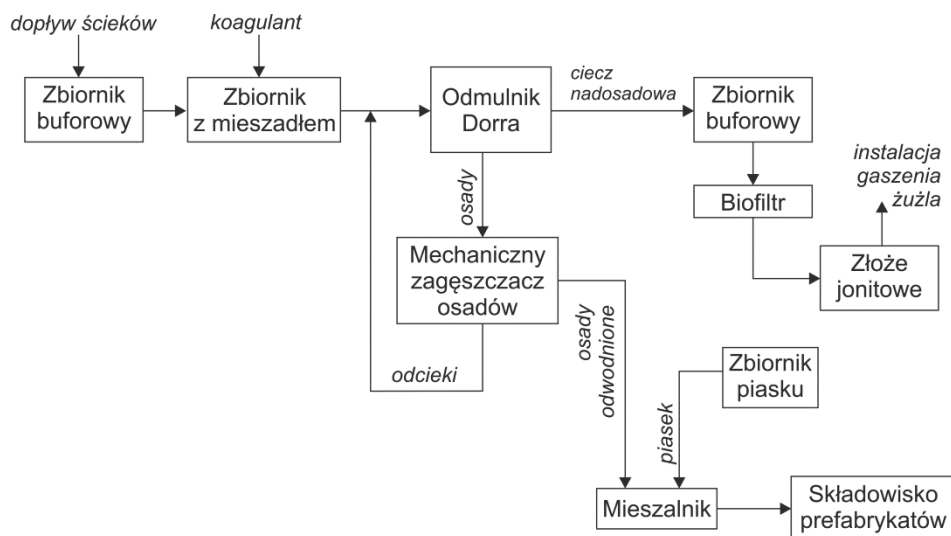 dopływ ścieków
koagulant
Zbiornik
buforowy
Zbiornik
z mieszadłem
Odmulnik
Dorra
ciecz
nadosadowa
Zbiornik
buforowy
instalacja
gaszenia
żużla
Biofiltr
osady
Mechaniczny
zagęszczacz
osadów
Złoże
jonitowe
osady
odwodnione
odcieki
Zbiornik
piasku
piasek
Mieszalnik
Składowisko
prefabrykatów